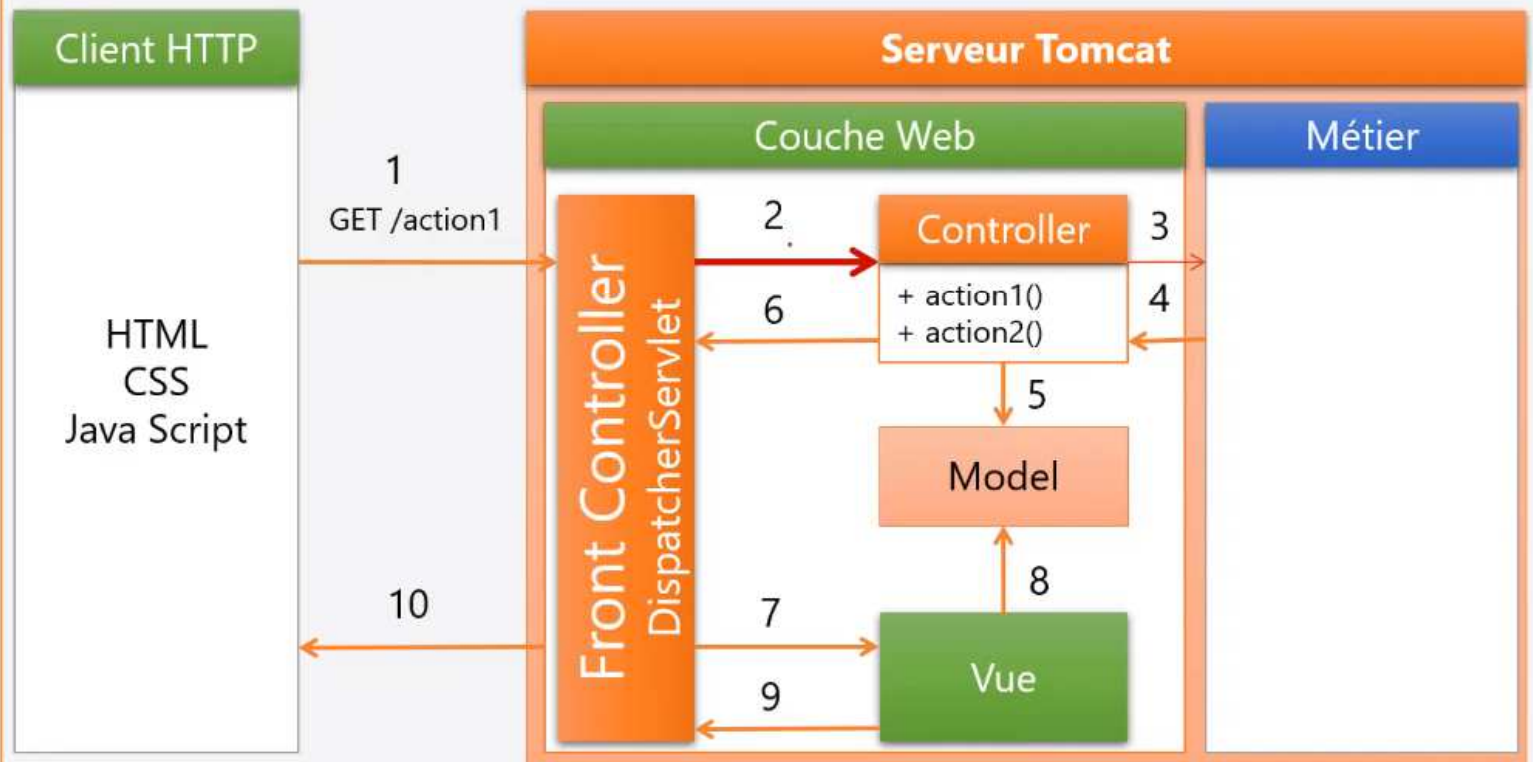 Client HTTP
Serveur Tomcat
Couche Web
Métier
1
GET /action1
HTML
CSS
Java Script
10
Front Controller
DispatcherServlet
2
6
Controller
+ action1()
+ action2()
3
4
5
Model
8
7
Vue
9